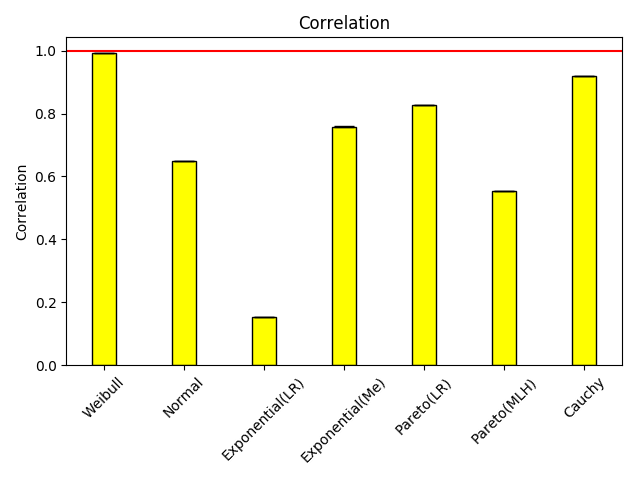 Correlation
Correlation
1.0
0.8
0.6
0.4
0.2
0.0
Weibull
Normal
Exponential(LR)
Exponential(Me)
Pareto(LR)
Pareto(MLH)
Cauchy